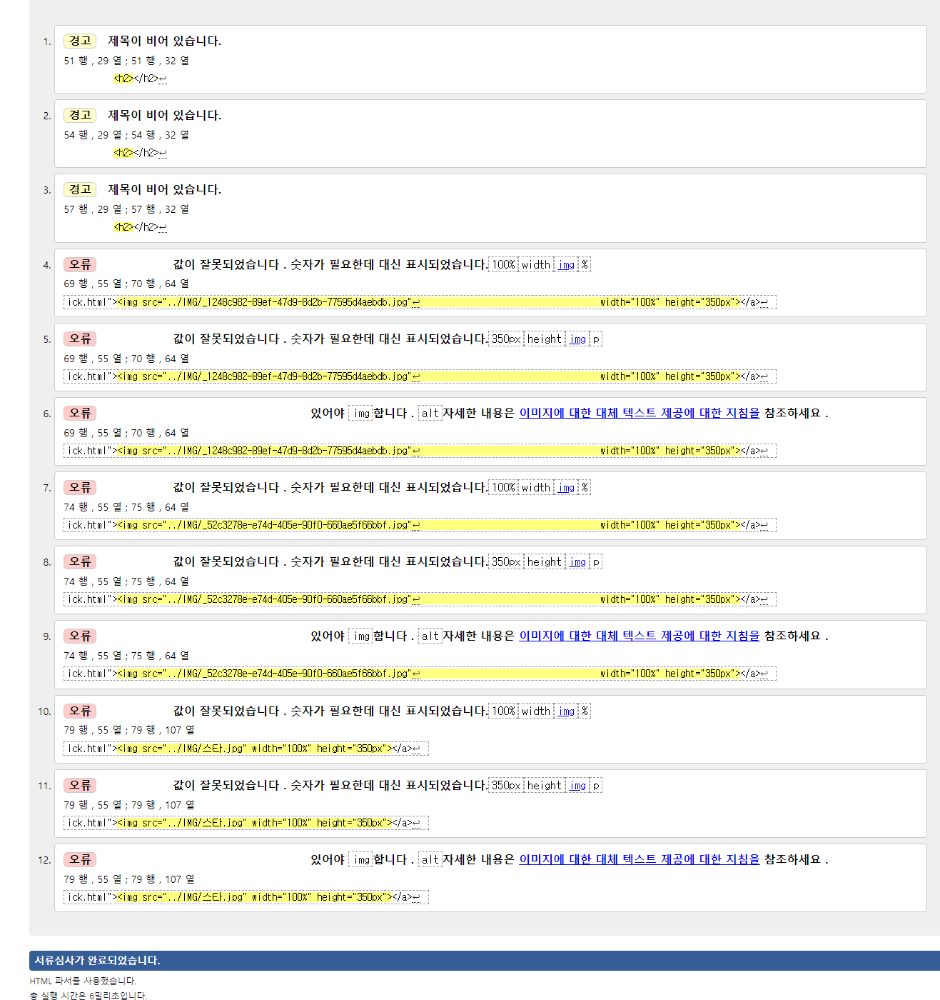 1. 경고 제목이 비어 있습니다.
51 행 , 29 열 ; 51 행 , 32 열
<h2></h2>↩
2. 경고 제목이 비어 있습니다.
54 행 , 29 열 ; 54 행 , 32 열
<h2></h2>↩
3. 경고 제목이 비어 있습니다.
57 행 , 29 열 ; 57 행 , 32 열
<h2></h2>↩
4. 오류 값이 잘못되었습니다 . 숫자가 필요한데 대신 표시되었습니다. 100% width img %
69 행 , 55 열 ; 70 행 , 64 열
ick.html"><img src="../IMG/_1248c982-89ef-47d9-8d2b-77595d4aebdb.jpg"↩ width="100%" height="350px"></a>↩
5. 오류 값이 잘못되었습니다 . 숫자가 필요한데 대신 표시되었습니다. 350px height img p
69 행 , 55 열 ; 70 행 , 64 열
ick.html"><img src="../IMG/_1248c982-89ef-47d9-8d2b-77595d4aebdb.jpg"↩ width="100%" height="350px"></a>↩
6. 오류 있어야 img 합니다 . alt 자세한 내용은 이미지에 대한 대체 텍스트 제공에 대한 지침을 참조하세요 .
69 행 , 55 열 ; 70 행 , 64 열
ick.html"><img src="../IMG/_1248c982-89ef-47d9-8d2b-77595d4aebdb.jpg"↩ width="100%" height="350px"></a>↩
7. 오류 값이 잘못되었습니다 . 숫자가 필요한데 대신 표시되었습니다. 100% width img %
74 행 , 55 열 ; 75 행 , 64 열
ick.html"><img src="../IMG/_52c3278e-e74d-405e-90f0-660ae5f66bbf.jpg"↩ width="100%" height="350px"></a>↩
8. 오류 값이 잘못되었습니다 . 숫자가 필요한데 대신 표시되었습니다. 350px height img p
74 행 , 55 열 ; 75 행 , 64 열
ick.html"><img src="../IMG/_52c3278e-e74d-405e-90f0-660ae5f66bbf.jpg"↩ width="100%" height="350px"></a>↩
9. 오류 있어야 img 합니다 . alt 자세한 내용은 이미지에 대한 대체 텍스트 제공에 대한 지침을 참조하세요 .
74 행 , 55 열 ; 75 행 , 64 열
ick.html"><img src="../IMG/_52c3278e-e74d-405e-90f0-660ae5f66bbf.jpg"↩ width="100%" height="350px"></a>↩
10. 오류 값이 잘못되었습니다 . 숫자가 필요한데 대신 표시되었습니다. 100% width img %
79 행 , 55 열 ; 79 행 , 107 열
ick.html"><img src="../IMG/스타.jpg" width="100%" height="350px"></a>↩
11. 오류 값이 잘못되었습니다 . 숫자가 필요한데 대신 표시되었습니다. 350px height img p
79 행 , 55 열 ; 79 행 , 107 열
ick.html"><img src="../IMG/스타.jpg" width="100%" height="350px"></a>↩
12. 오류 있어야 img 합니다 . alt 자세한 내용은 이미지에 대한 대체 텍스트 제공에 대한 지침을 참조하세요 .
79 행 , 55 열 ; 79 행 , 107 열
ick.html"><img src="../IMG/스타.jpg" width="100%" height="350px"></a>↩
서류심사가 완료되었습니다.
HTML 파서를 사용했습니다.
총 실행 시간은 6밀리초입니다.